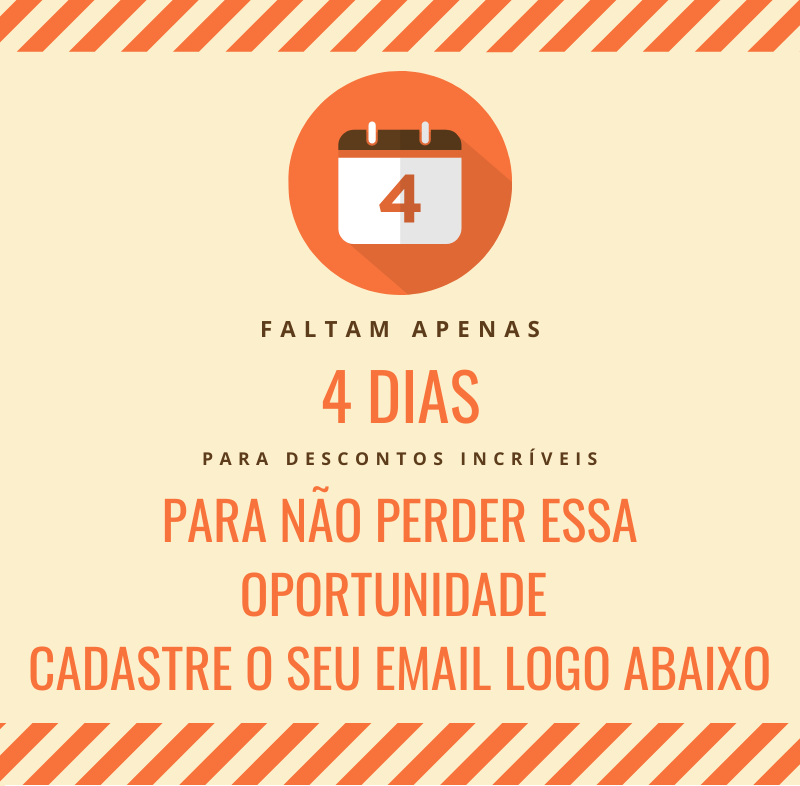 4
FALTAM APENAS
4 DIAS
PARA DESCONTOS INCRÍVEIS
PARA NÃO PERDER ESSA
OPORTUNIDADE
CADASTRE O SEU EMAIL LOGO ABAIXO